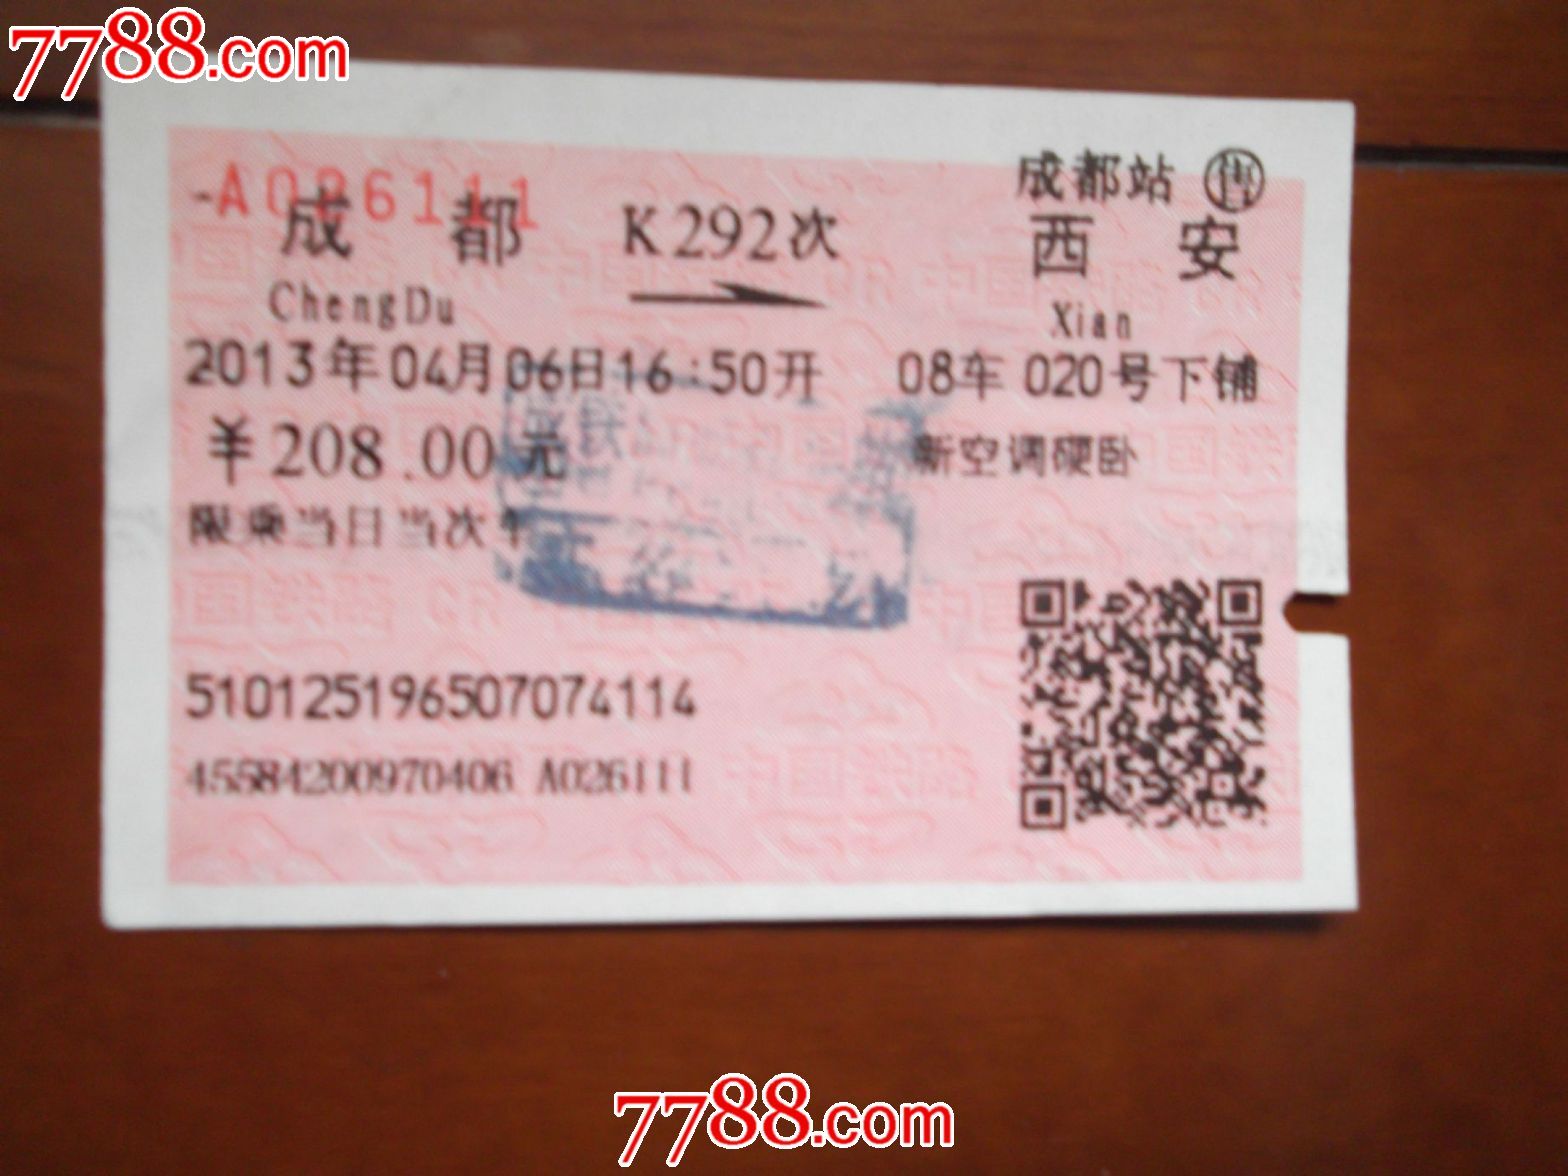 7788.com
成都站 售
A026111
成都 K292次 西安
ChengDu Xian
2013年04月06日16:50开 08车020号下铺
￥208.00元 新空调硬卧
限乘当日当次车
510125196507074114
45584200970406 A026111
7788.com